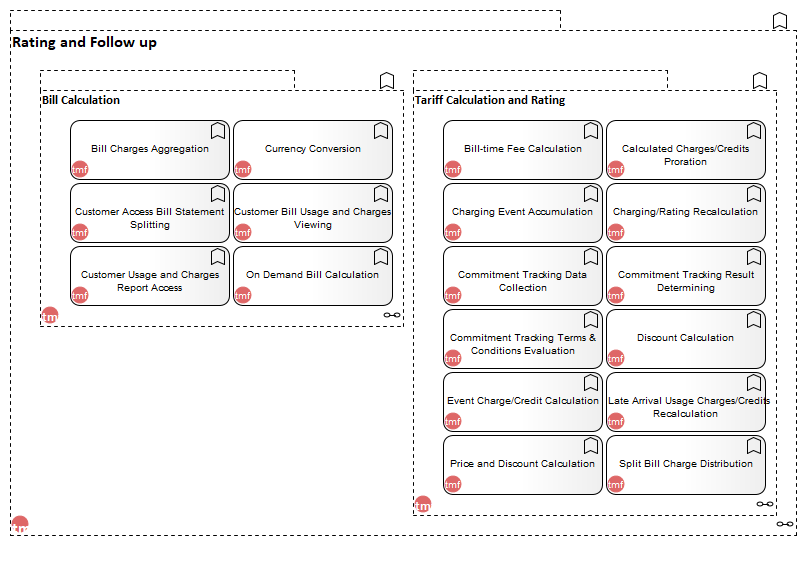 Rating and Follow up
Bill Calculation
Bill Charges Aggregation
tmf
Currency Conversion
tmf
Customer Access Bill Statement
Splitting
tmf
Customer Bill Usage and Charges
Viewing
tmf
Customer Usage and Charges
Report Access
tmf
On Demand Bill Calculation
tmf
tm
Tariff Calculation and Rating
Bill-time Fee Calculation
tmf
Calculated Charges/Credits
Proration
tmf
Charging Event Accumulation
tmf
Charging/Rating Recalculation
tmf
Commitment Tracking Data
Collection
tmf
Commitment Tracking Result
Determining
tmf
Commitment Tracking Terms &
Conditions Evaluation
tmf
Discount Calculation
tmf
Event Charge/Credit Calculation
tmf
Late Arrival Usage Charges/Credits
Recalculation
tmf
Price and Discount Calculation
tmf
Split Bill Charge Distribution
tmf
tm
tm